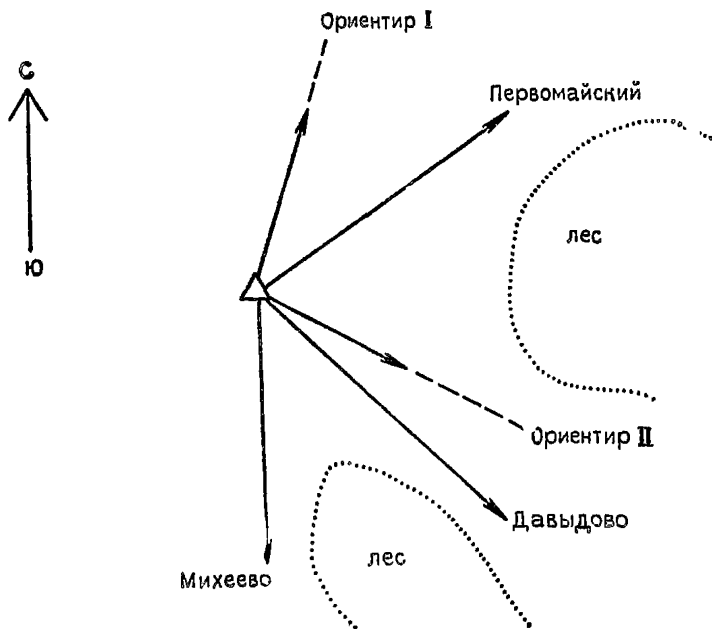 Ориентир I
С
Первомайский
лес
Ю
Ориентир II
Давыдово
лес
Михеево